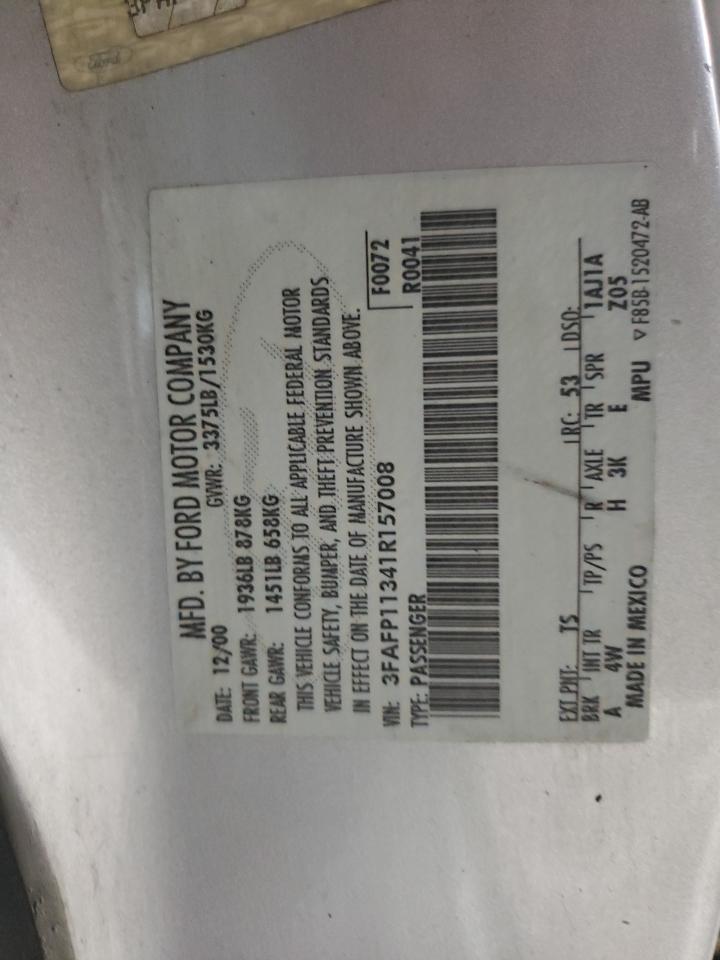 Ford
MFD. BY FORD MOTOR COMPANY
DATE: 12/00 GVWR: 3375LB/1530KG
FRONT GAWR: 1936LB 878KG
REAR GAWR: 1451LB 658KG
THIS VEHICLE CONFORMS TO ALL APPLICABLE FEDERAL MOTOR
VEHICLE SAFETY, BUMPER, AND THEFT PREVENTION STANDARDS
IN EFFECT ON THE DATE OF MANUFACTURE SHOWN ABOVE.
VIN: 3FAFP11341R157008 F0072
TYPE: PASSENGER R0041
EXT PNT: TS RC: 53 DSO:
BRK INT TR TP/PS R AXLE TR SPR 1AJ1A
A 4W H 3K E Z05
MADE IN MEXICO MPU ▽ F85B-1520472-AB